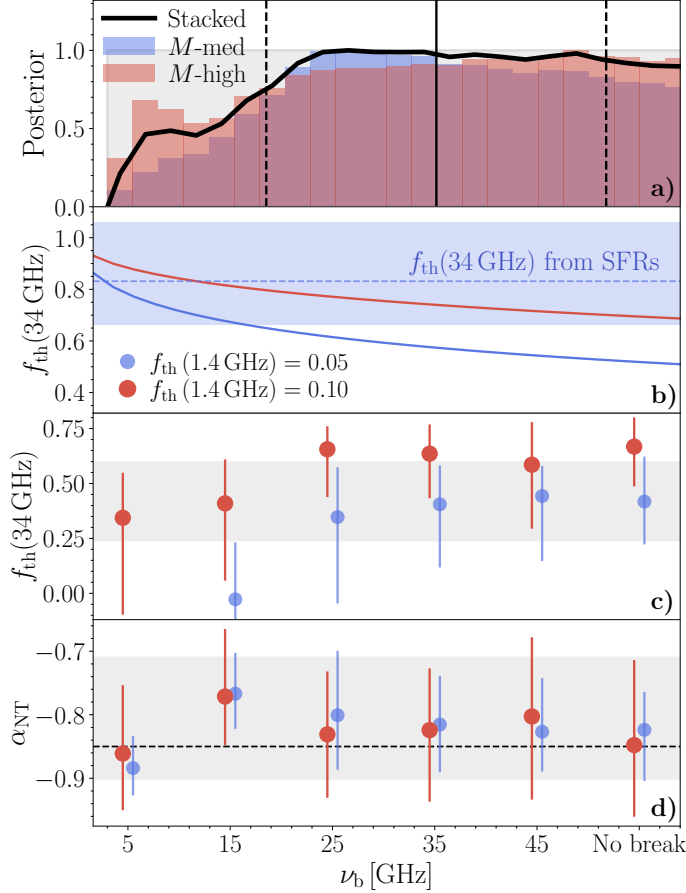 Stacked
M-med
M-high
Posterior
1.0
0.5
0.0
a)
f_th(34 GHz)
1.0
0.8
0.6
0.4
f_th(34 GHz) from SFRs
f_th (1.4 GHz) = 0.05
f_th (1.4 GHz) = 0.10
b)
f_th(34 GHz)
0.75
0.50
0.25
0.00
c)
α_NT
−0.7
−0.8
−0.9
d)
5 15 25 35 45 No break
ν_b [GHz]